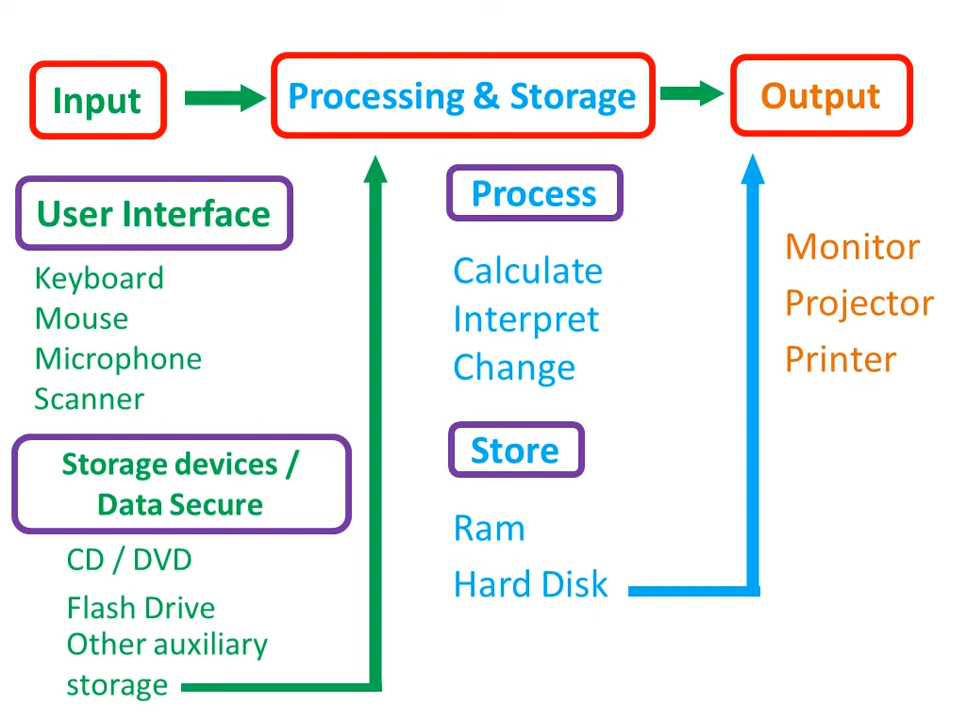 Input
Processing & Storage
Output
User Interface
Keyboard
Mouse
Microphone
Scanner
Storage devices /
Data Secure
CD / DVD
Flash Drive
Other auxiliary
storage
Process
Calculate
Interpret
Change
Store
Ram
Hard Disk
Monitor
Projector
Printer